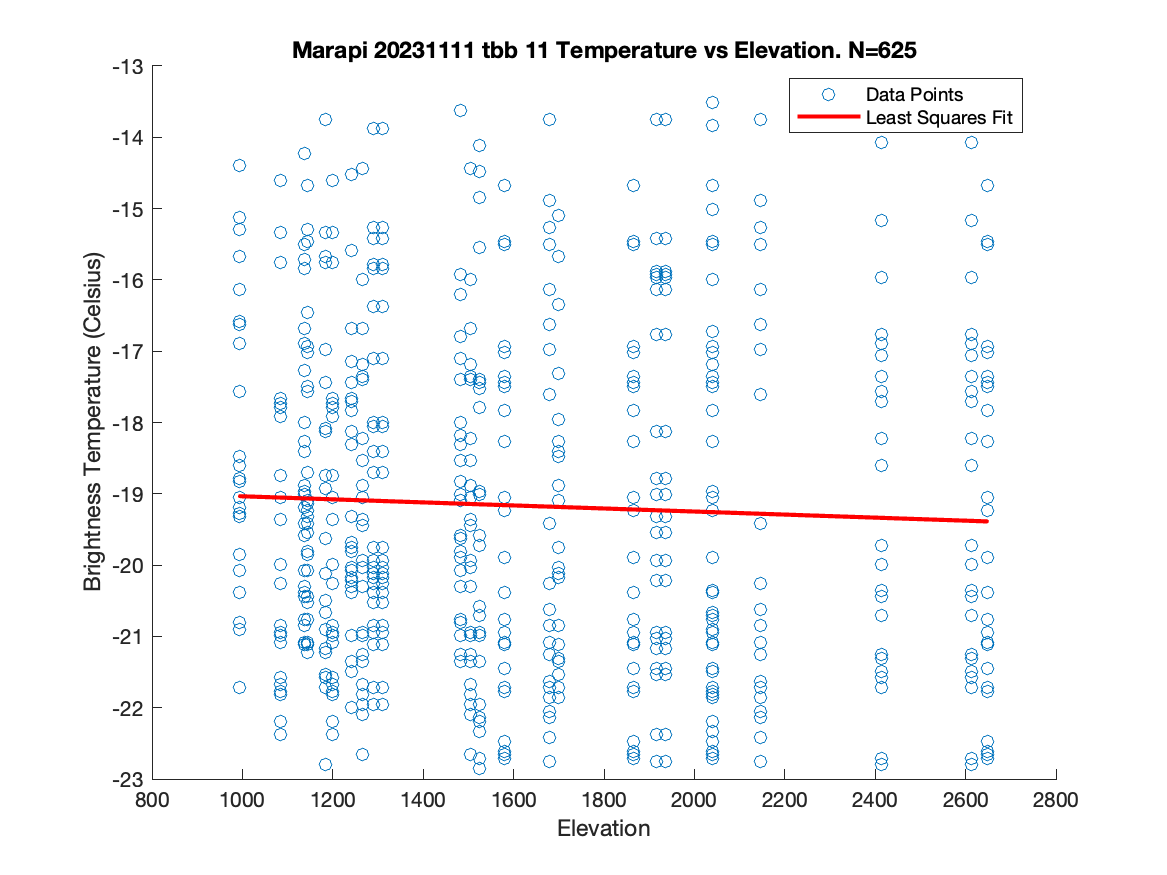 Marapi 20231111 tbb 11 Temperature vs Elevation. N=625
Data Points
Least Squares Fit
Brightness Temperature (Celsius)
-13
-14
-15
-16
-17
-18
-19
-20
-21
-22
-23
800 1000 1200 1400 1600 1800 2000 2200 2400 2600 2800
Elevation